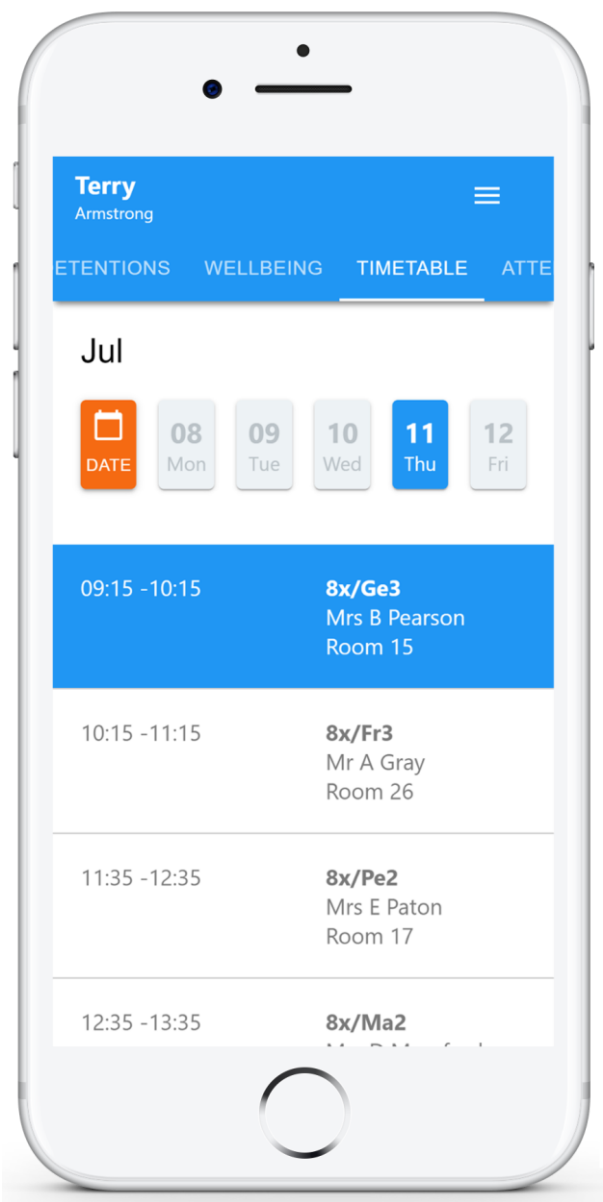 Terry
Armstrong
ETENTIONS WELLBEING TIMETABLE ATTE
Jul
DATE
08 Mon
09 Tue
10 Wed
11 Thu
12 Fri
09:15 -10:15
8x/Ge3
Mrs B Pearson
Room 15
10:15 -11:15
8x/Fr3
Mr A Gray
Room 26
11:35 -12:35
8x/Pe2
Mrs E Paton
Room 17
12:35 -13:35
8x/Ma2